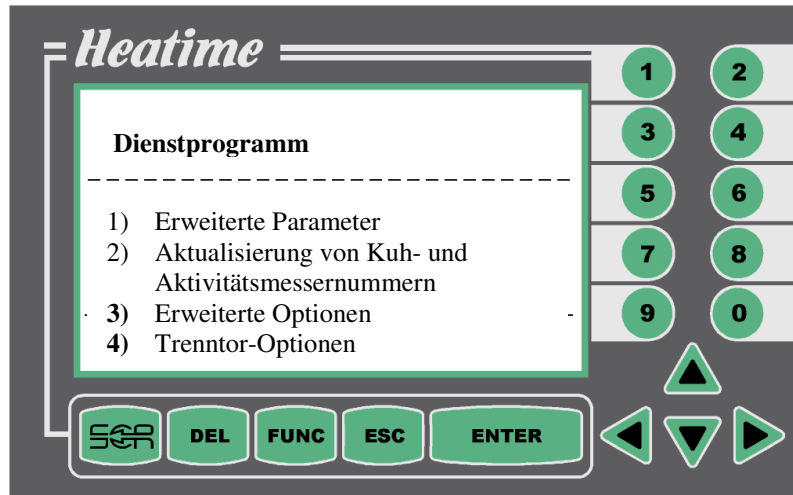 Heatime
Dienstprogramm
1) Erweiterte Parameter
2) Aktualisierung von Kuh- und
Aktivitätsmessernummern
3) Erweiterte Optionen
4) Trenntor-Optionen
1 2
3 4
5 6
7 8
9 0
SCR DEL FUNC ESC ENTER